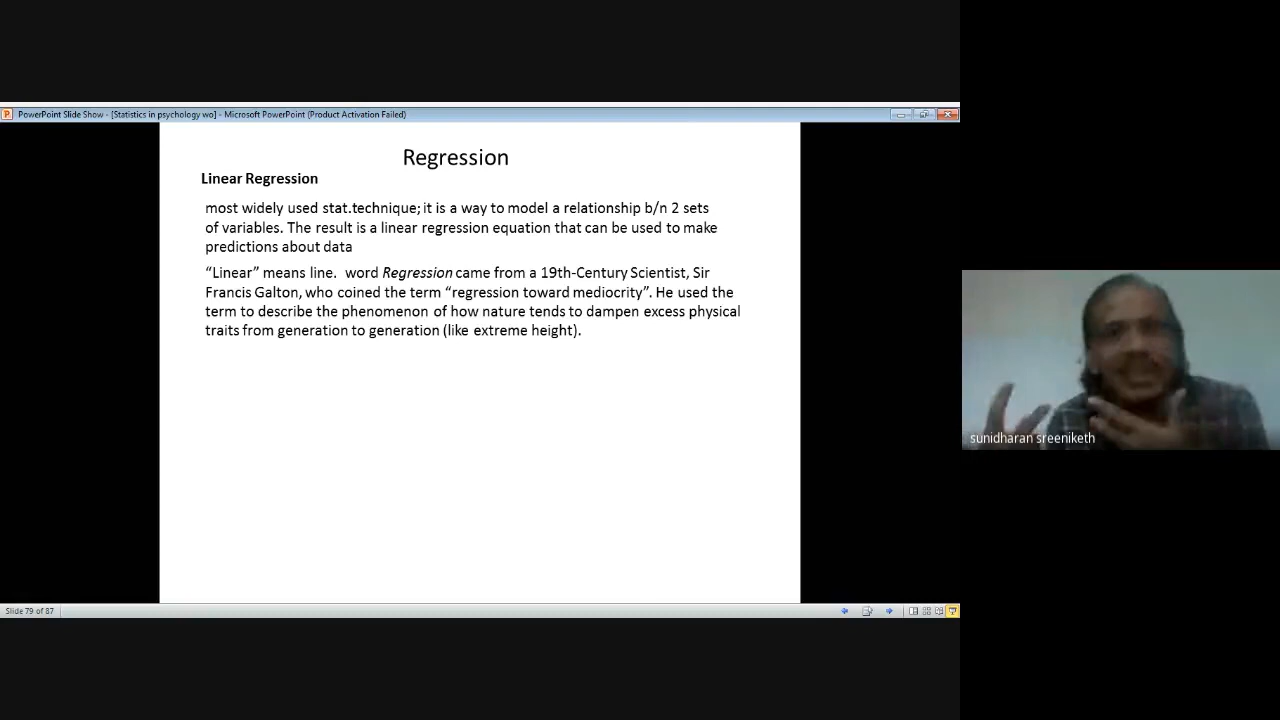 PowerPoint Slide Show - [Statistics in psychology wo] - Microsoft PowerPoint (Product Activation Failed)
Regression
Linear Regression
most widely used stat.technique; it is a way to model a relationship b/n 2 sets
of variables. The result is a linear regression equation that can be used to make
predictions about data
“Linear” means line. word Regression came from a 19th-Century Scientist, Sir
Francis Galton, who coined the term “regression toward mediocrity”. He used the
term to describe the phenomenon of how nature tends to dampen excess physical
traits from generation to generation (like extreme height).
sunidharan sreeniketh
Slide 79 of 87